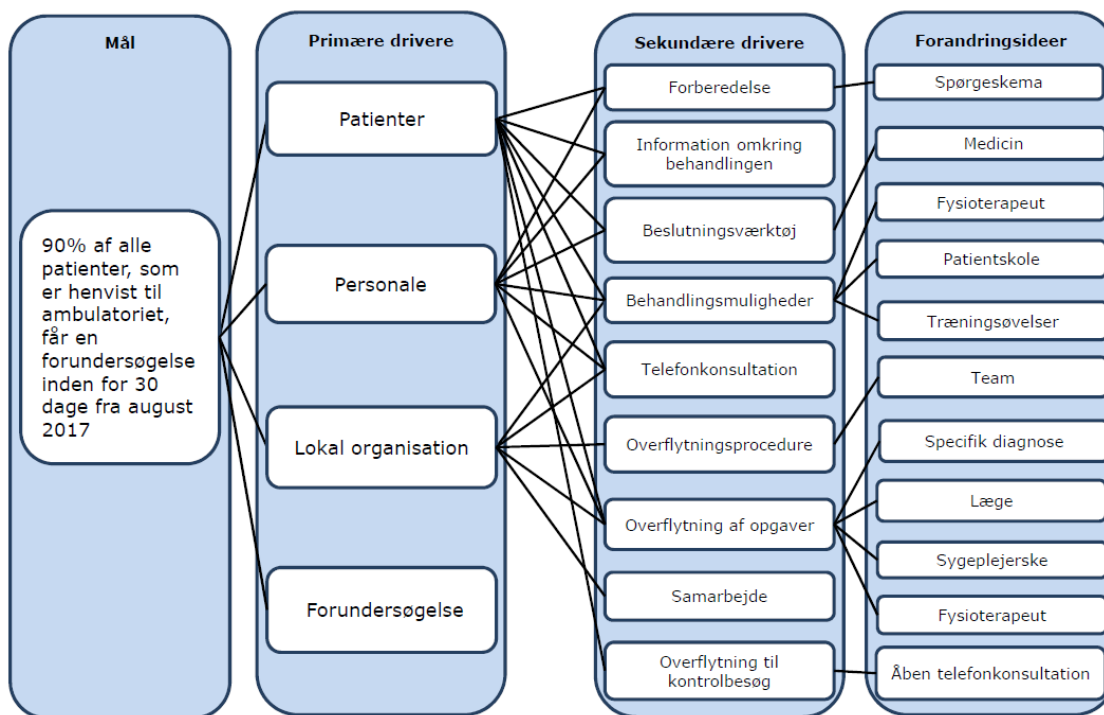 Mål
90% af alle
patienter, som
er henvist til
ambulatoriet,
får en
forundersøgelse
inden for 30
dage fra august
2017
Primære drivere
Patienter
Personale
Lokal organisation
Forundersøgelse
Sekundære drivere
Forberedelse
Information omkring
behandlingen
Beslutningsværktøj
Behandlingsmuligheder
Telefonkonsultation
Overflytningsprocedure
Overflytning af opgaver
Samarbejde
Overflytning til
kontrolbesøg
Forandringsideer
Spørgeskema
Medicin
Fysioterapeut
Patientskole
Træningsøvelser
Team
Specifik diagnose
Læge
Sygeplejerske
Fysioterapeut
Åben telefonkonsultation